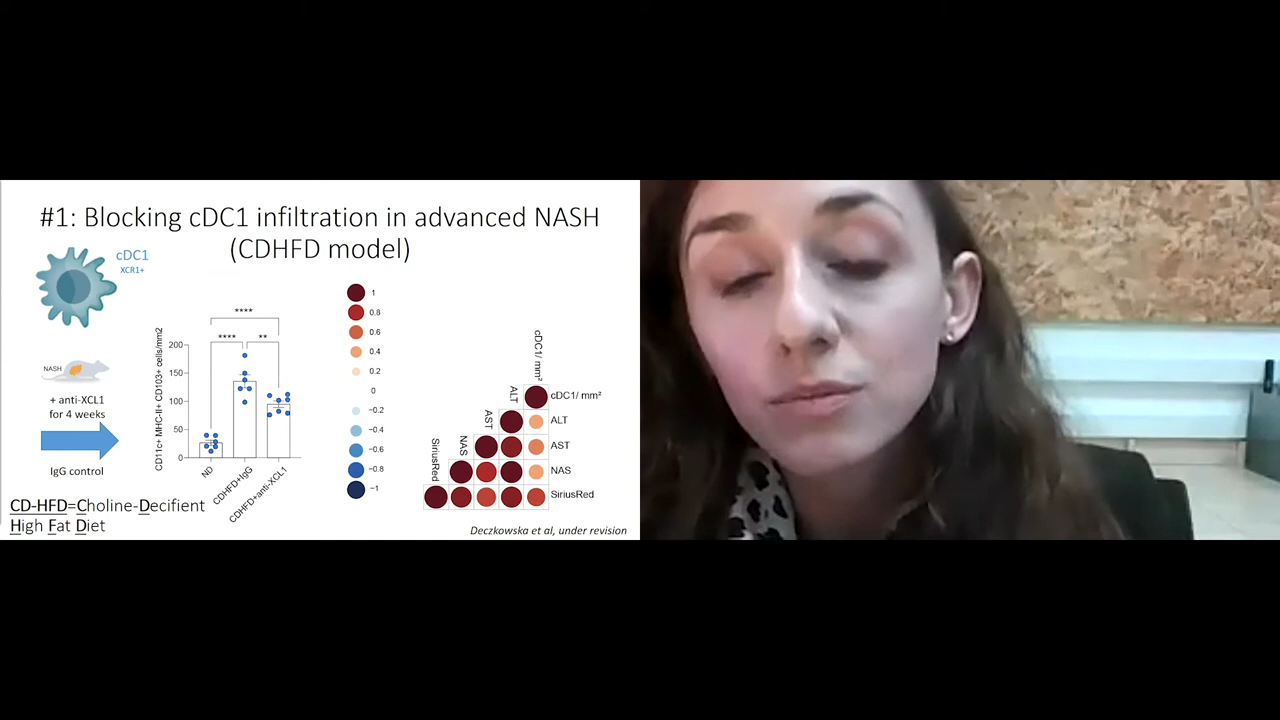 #1: Blocking cDC1 infiltration in advanced NASH
(CDHFD model)
cDC1
XCR1+
NASH
+ anti-XCL1
for 4 weeks
IgG control
CD-HFD=Choline-Decifient
High Fat Diet
CD11c+ MHC-II+ CD103+ cells/mm2
200
150
100
50
0
****
****
**
ND
CDHFD+IgG
CDHFD+anti-XCL1
1
0.8
0.6
0.4
0.2
0
−0.2
−0.4
−0.6
−0.8
−1
cDC1/ mm²
ALT
AST
NAS
SiriusRed
cDC1/ mm²
ALT
AST
NAS
SiriusRed
Deczkowska et al, under revision